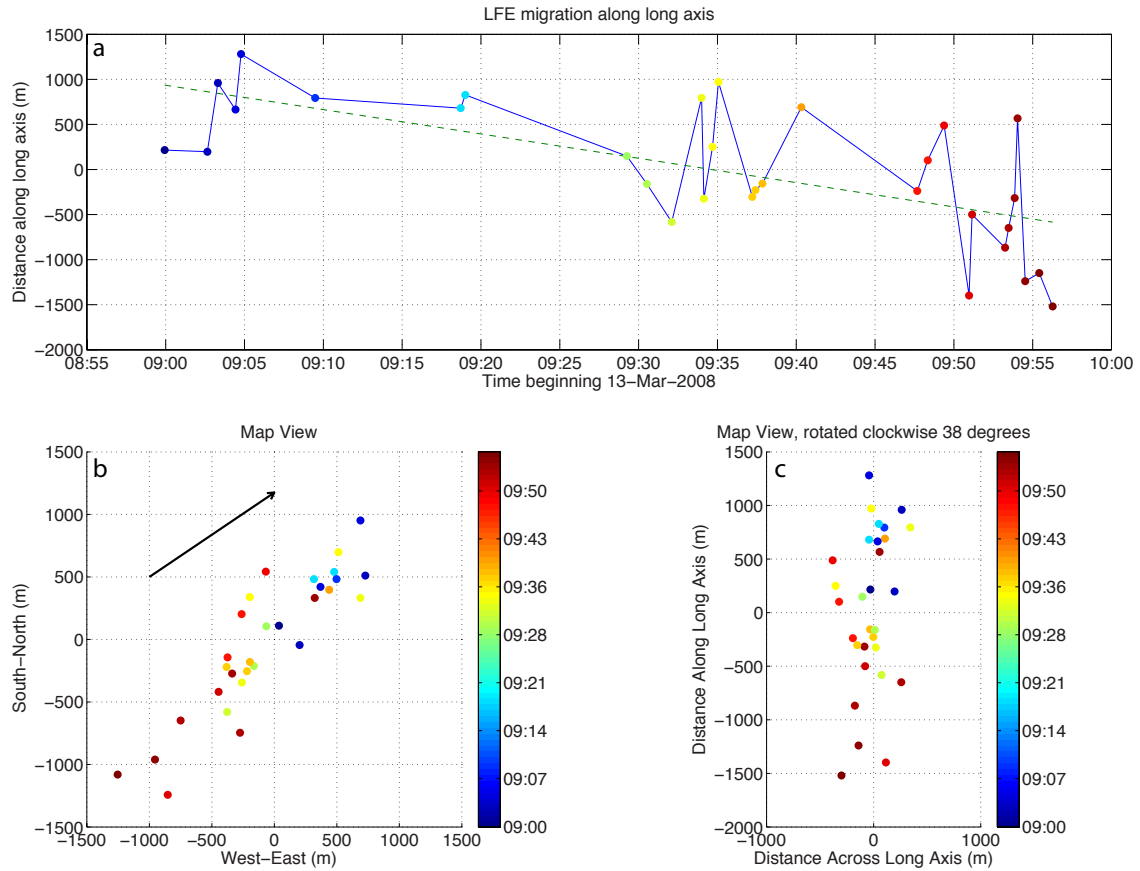 LFE migration along long axis
a
Distance along long axis (m)
1500
1000
500
0
−500
−1000
−1500
−2000
08:55 09:00 09:05 09:10 09:15 09:20 09:25 09:30 09:35 09:40 09:45 09:50 09:55 10:00
Time beginning 13−Mar−2008
Map View
b
South−North (m)
1500
1000
500
0
−500
−1000
−1500
−1500 −1000 −500 0 500 1000 1500
West−East (m)
09:50
09:43
09:36
09:28
09:21
09:14
09:07
09:00
Map View, rotated clockwise 38 degrees
c
Distance Along Long Axis (m)
1500
1000
500
0
−500
−1000
−1500
−2000
−1000 0 1000
Distance Across Long Axis (m)
09:50
09:43
09:36
09:28
09:21
09:14
09:07
09:00